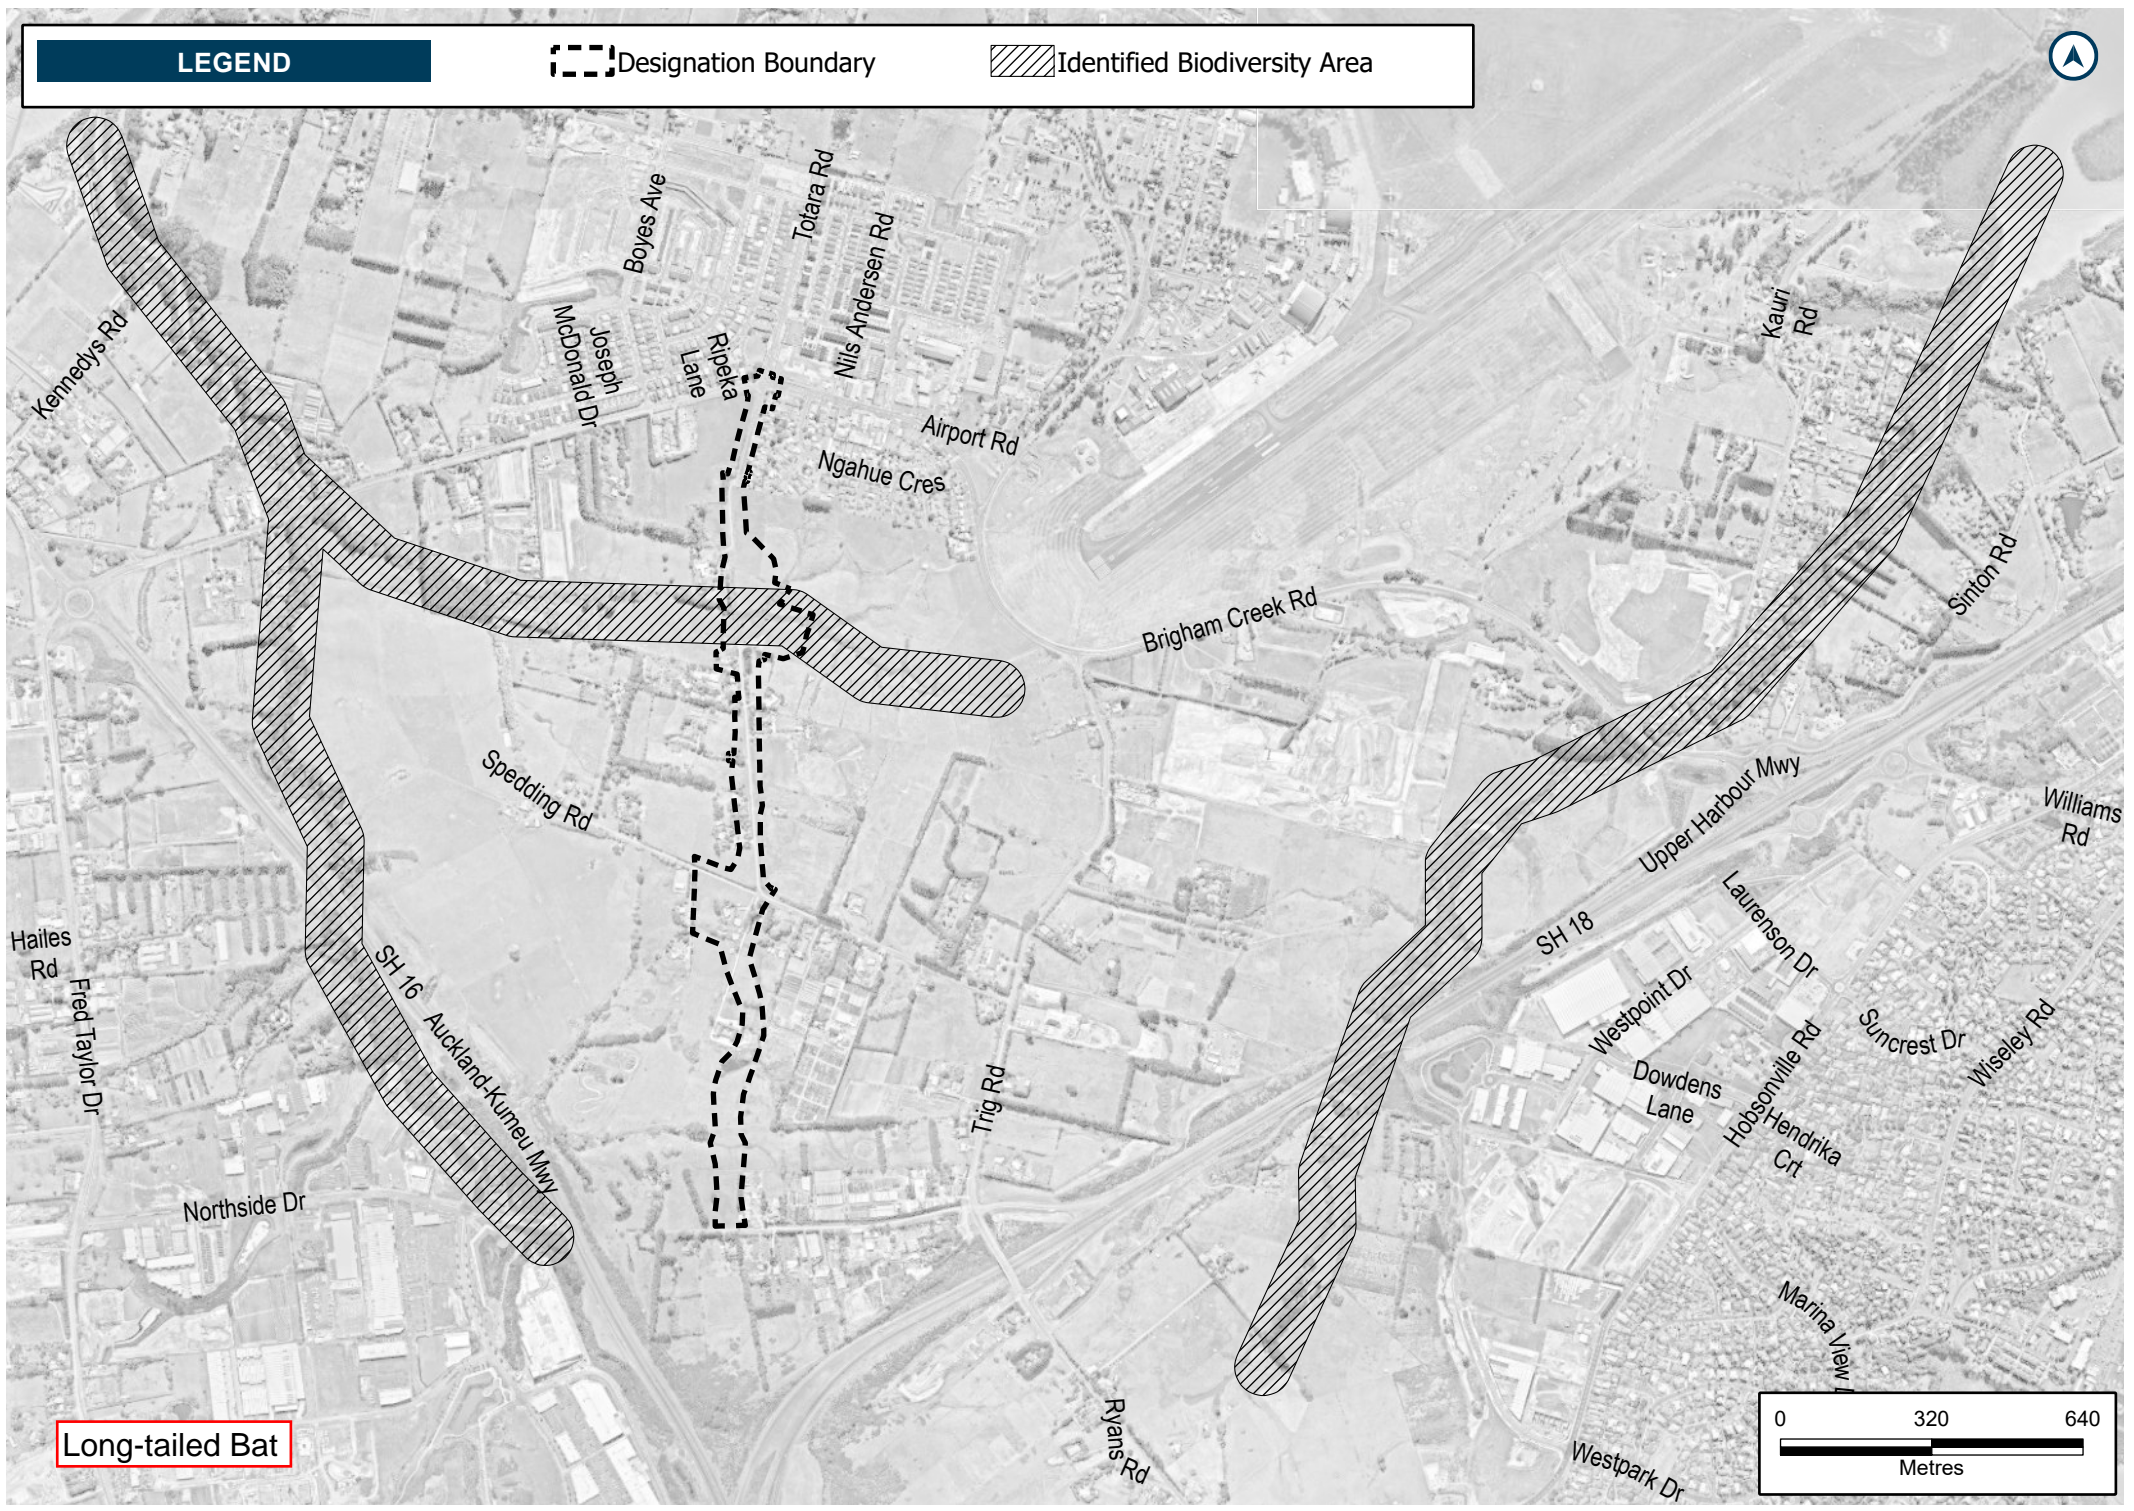 LEGEND
Designation Boundary
Identified Biodiversity Area
Boyes Ave
Totara Rd
Nils Andersen Rd
Kauri
Rd
Kennedys Rd
Joseph
McDonald Dr
Ripeka
Lane
Airport Rd
Ngahue Cres
Brigham Creek Rd
Sinton Rd
Spedding Rd
Upper Harbour Mwy
Williams
Rd
Hailes
Rd
SH 16
SH 18
Laurenson Dr
Fred Taylor Dr
Auckland-Kumeu Mwy
Westpoint Dr
Suncrest Dr
Wiseley Rd
Trig Rd
Dowdens
Lane
Hobsonville Rd
Hendrika
Crt
Northside Dr
Marina View
Ryans Rd
Westpark Dr
Long-tailed Bat
0 320 640
Metres